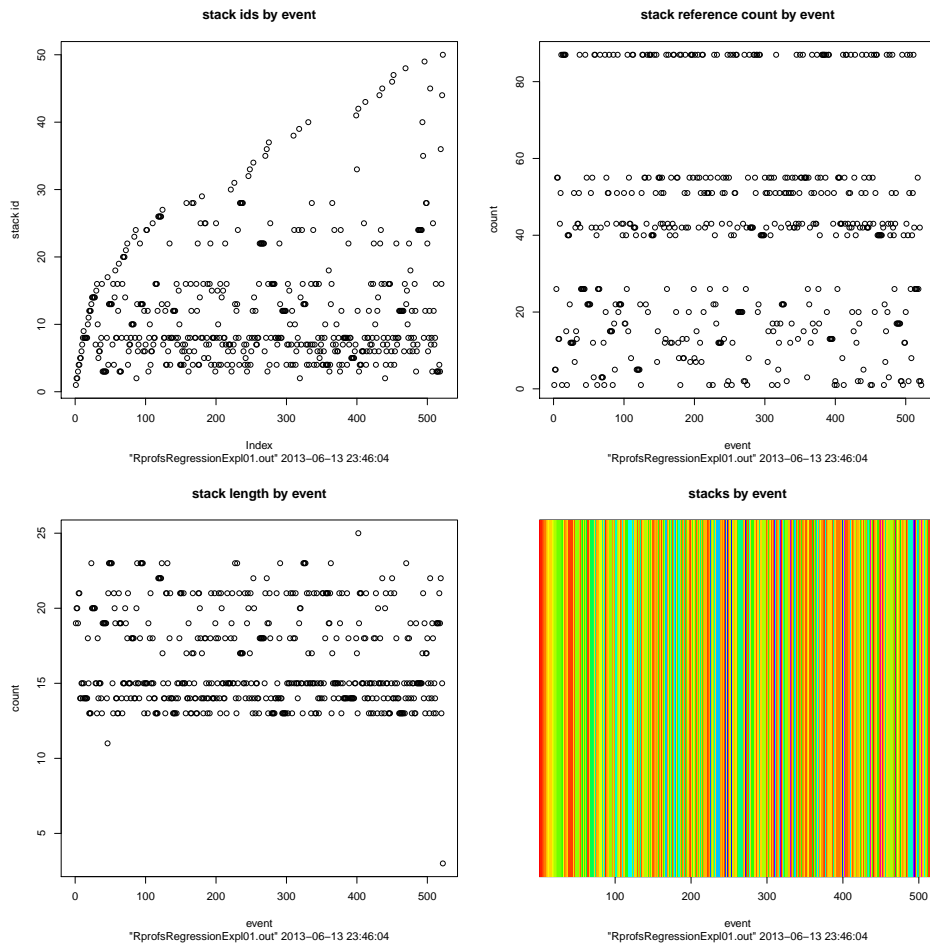 stack ids by event
stack id
0 10 20 30 40 50
0 100 200 300 400 500
Index
"RprofsRegressionExpl01.out" 2013−06−13 23:46:04
stack reference count by event
count
0 20 40 60 80
0 100 200 300 400 500
event
"RprofsRegressionExpl01.out" 2013−06−13 23:46:04
stack length by event
count
5 10 15 20 25
0 100 200 300 400 500
event
"RprofsRegressionExpl01.out" 2013−06−13 23:46:04
stacks by event
100 200 300 400 500
event
"RprofsRegressionExpl01.out" 2013−06−13 23:46:04